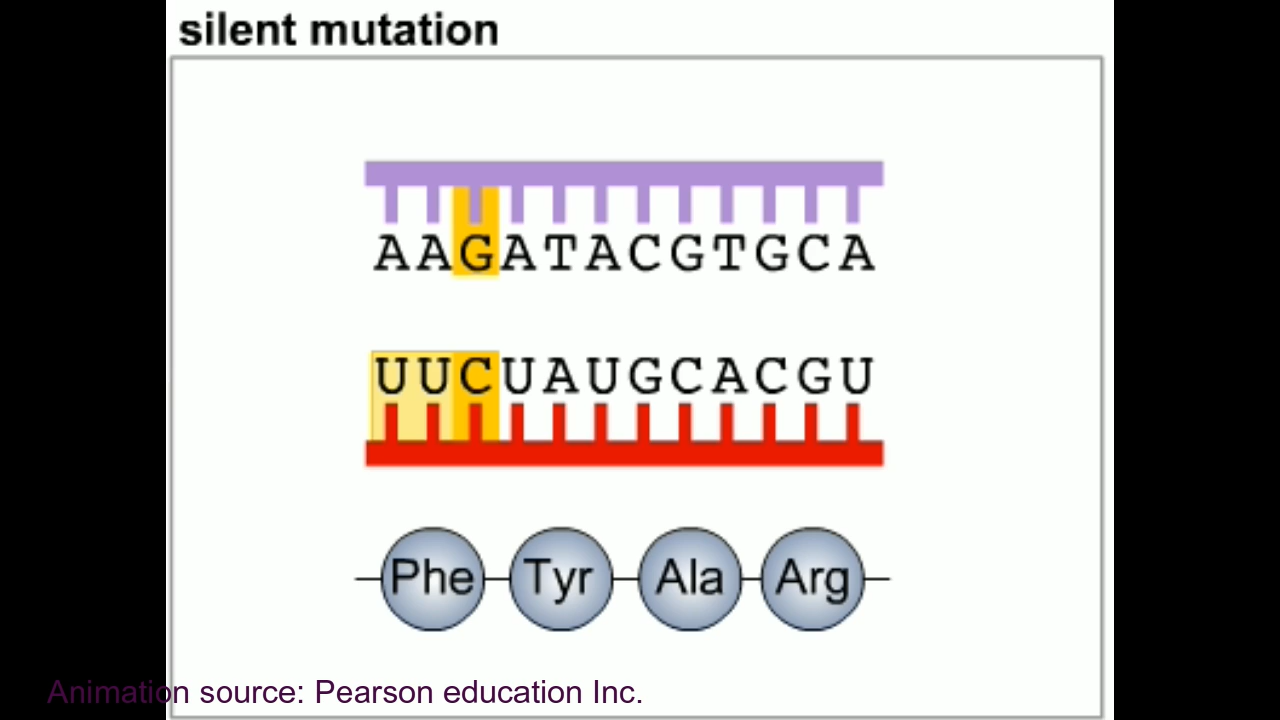 silent mutation
AAGATACGTGCA
UUCUAUGCACGU
Phe Tyr Ala Arg
Animation source: Pearson education Inc.